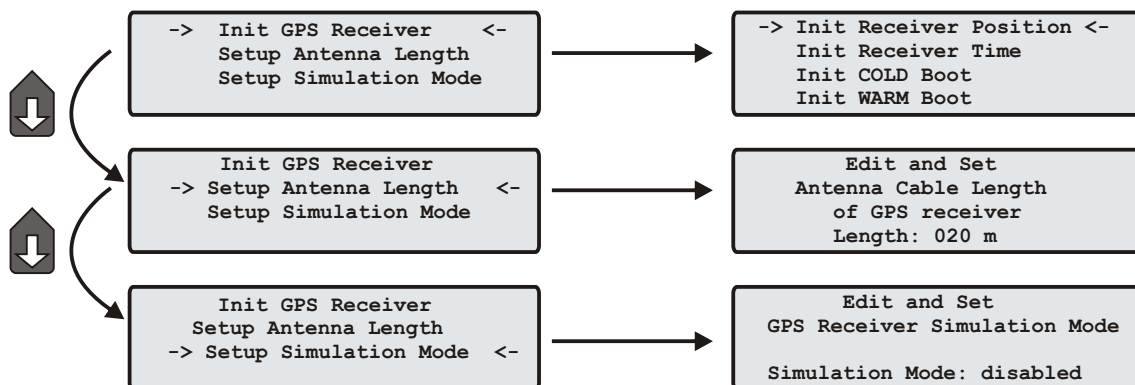 -> Init GPS Receiver <-
Setup Antenna Length
Setup Simulation Mode
-> Init Receiver Position <-
Init Receiver Time
Init COLD Boot
Init WARM Boot
Init GPS Receiver
-> Setup Antenna Length <-
Setup Simulation Mode
Edit and Set
Antenna Cable Length
of GPS receiver
Length: 020 m
Init GPS Receiver
Setup Antenna Length
-> Setup Simulation Mode <-
Edit and Set
GPS Receiver Simulation Mode
Simulation Mode: disabled